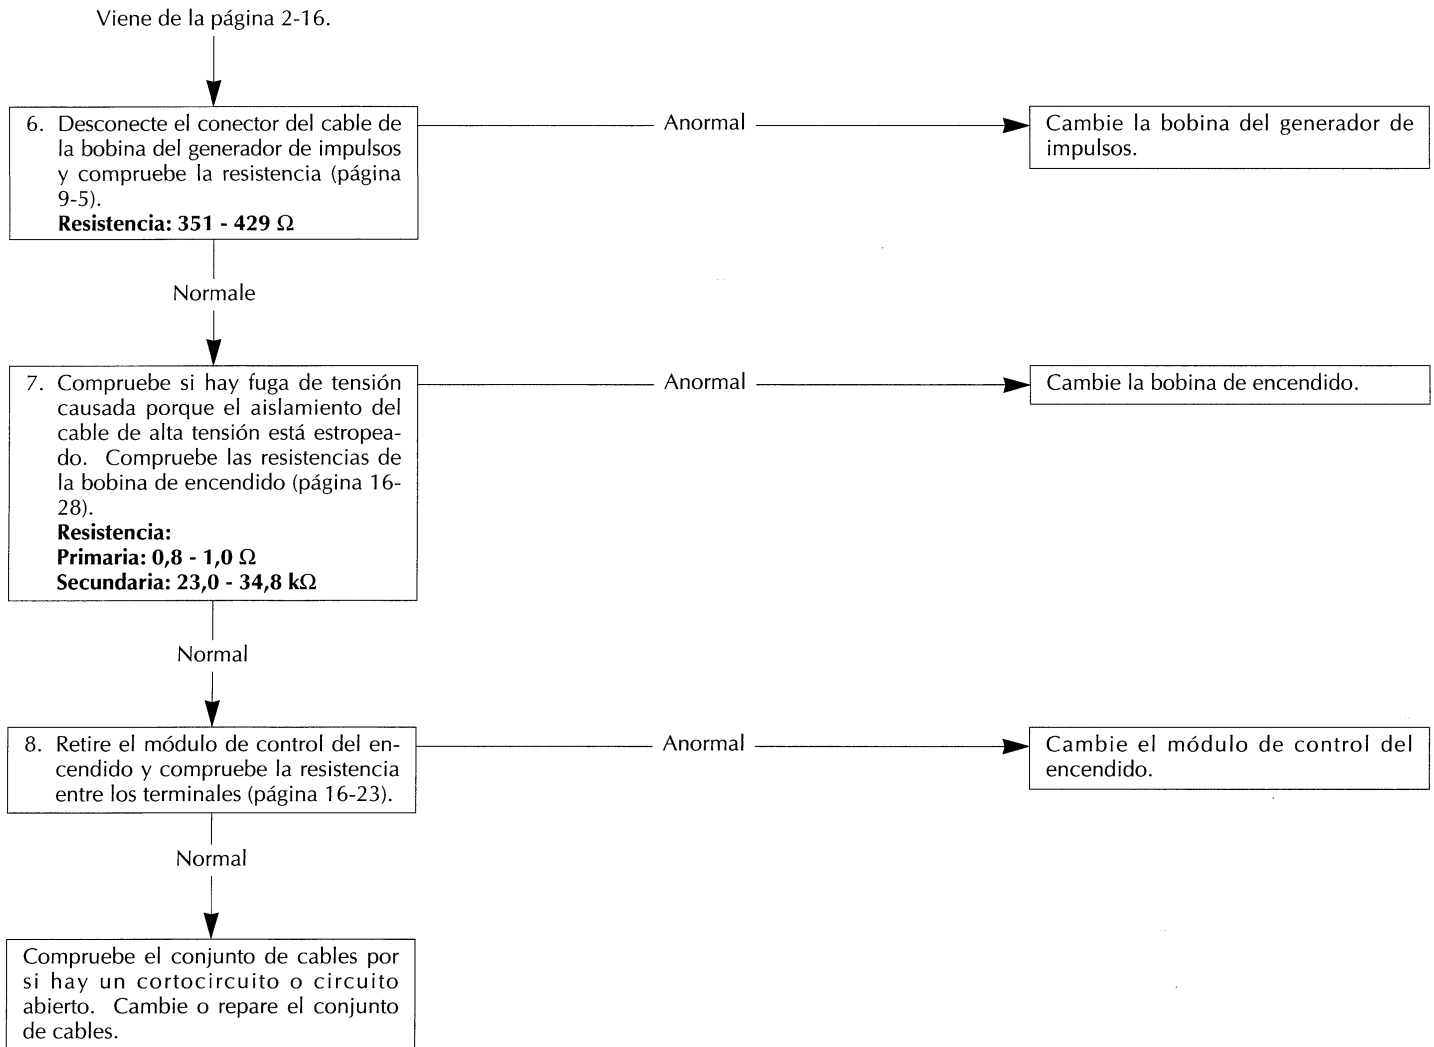 Viene de la página 2-16.
6. Desconecte el conector del cable de
la bobina del generador de impulsos
y compruebe la resistencia (página
9-5).
Resistencia: 351 - 429 Ω
Anormal
Cambie la bobina del generador de
impulsos.
Normale
7. Compruebe si hay fuga de tensión
causada porque el aislamiento del
cable de alta tensión está estropea-
do. Compruebe las resistencias de
la bobina de encendido (página 16-
28).
Resistencia:
Primaria: 0,8 - 1,0 Ω
Secundaria: 23,0 - 34,8 kΩ
Anormal
Cambie la bobina de encendido.
Normal
8. Retire el módulo de control del en-
cendido y compruebe la resistencia
entre los terminales (página 16-23).
Anormal
Cambie el módulo de control del
encendido.
Normal
Compruebe el conjunto de cables por
si hay un cortocircuito o circuito
abierto. Cambie o repare el conjunto
de cables.